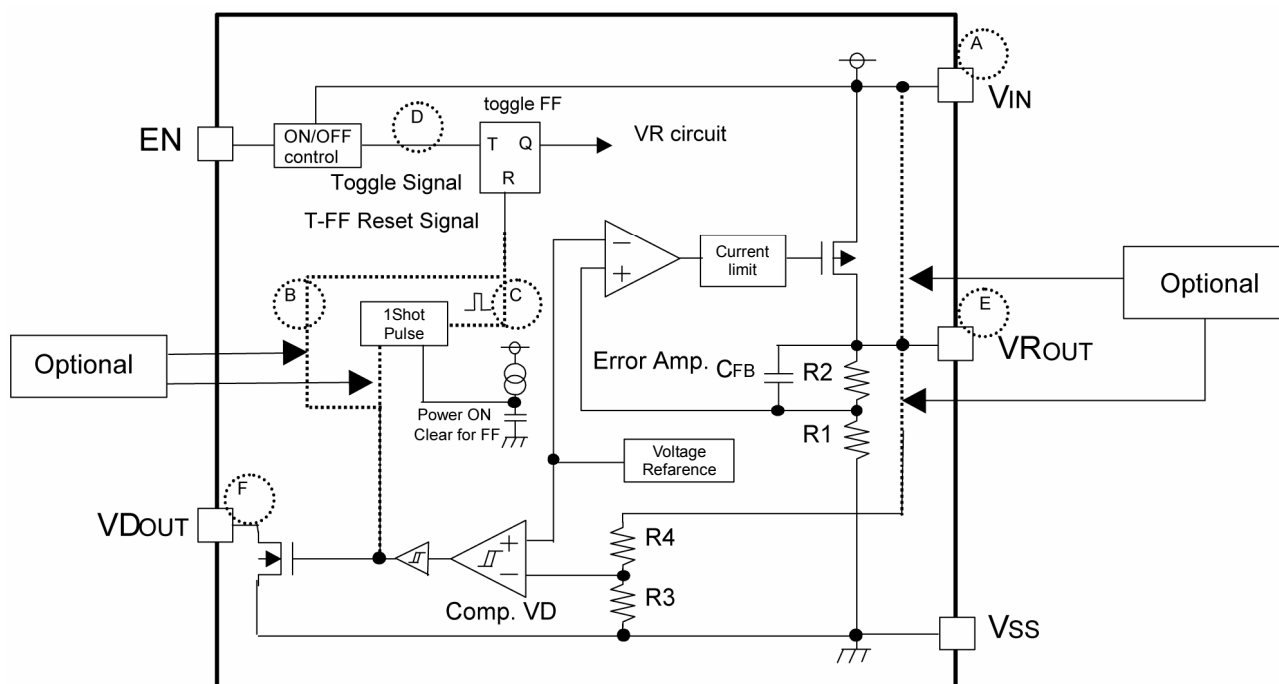 A
VIN
toggle FF
D
EN
ON/OFF
control
T Q
R
VR circuit
Toggle Signal
T-FF Reset Signal
−
+
Current
limit
Optional
B
C
E
1Shot
Pulse
VROUT
Optional
Error Amp.
CFB
R2
Power ON
Clear for FF
R1
Voltage
Refarence
F
VDOUT
+
−
R4
R3
Comp. VD
VSS